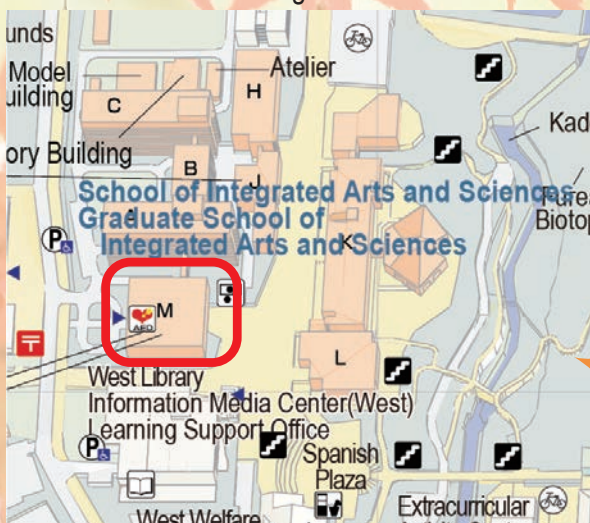 unds
Model
uilding
Atelier
C
H
ory Building
B
J
Kad
School of Integrated Arts and Sciences
Graduate School of
Integrated Arts and Sciences
A
K
Biotop
P
M
AED
L
West Library
Information Media Center(West)
Learning Support Office
P
Spanish
Plaza
West Welfare
Extracurricular